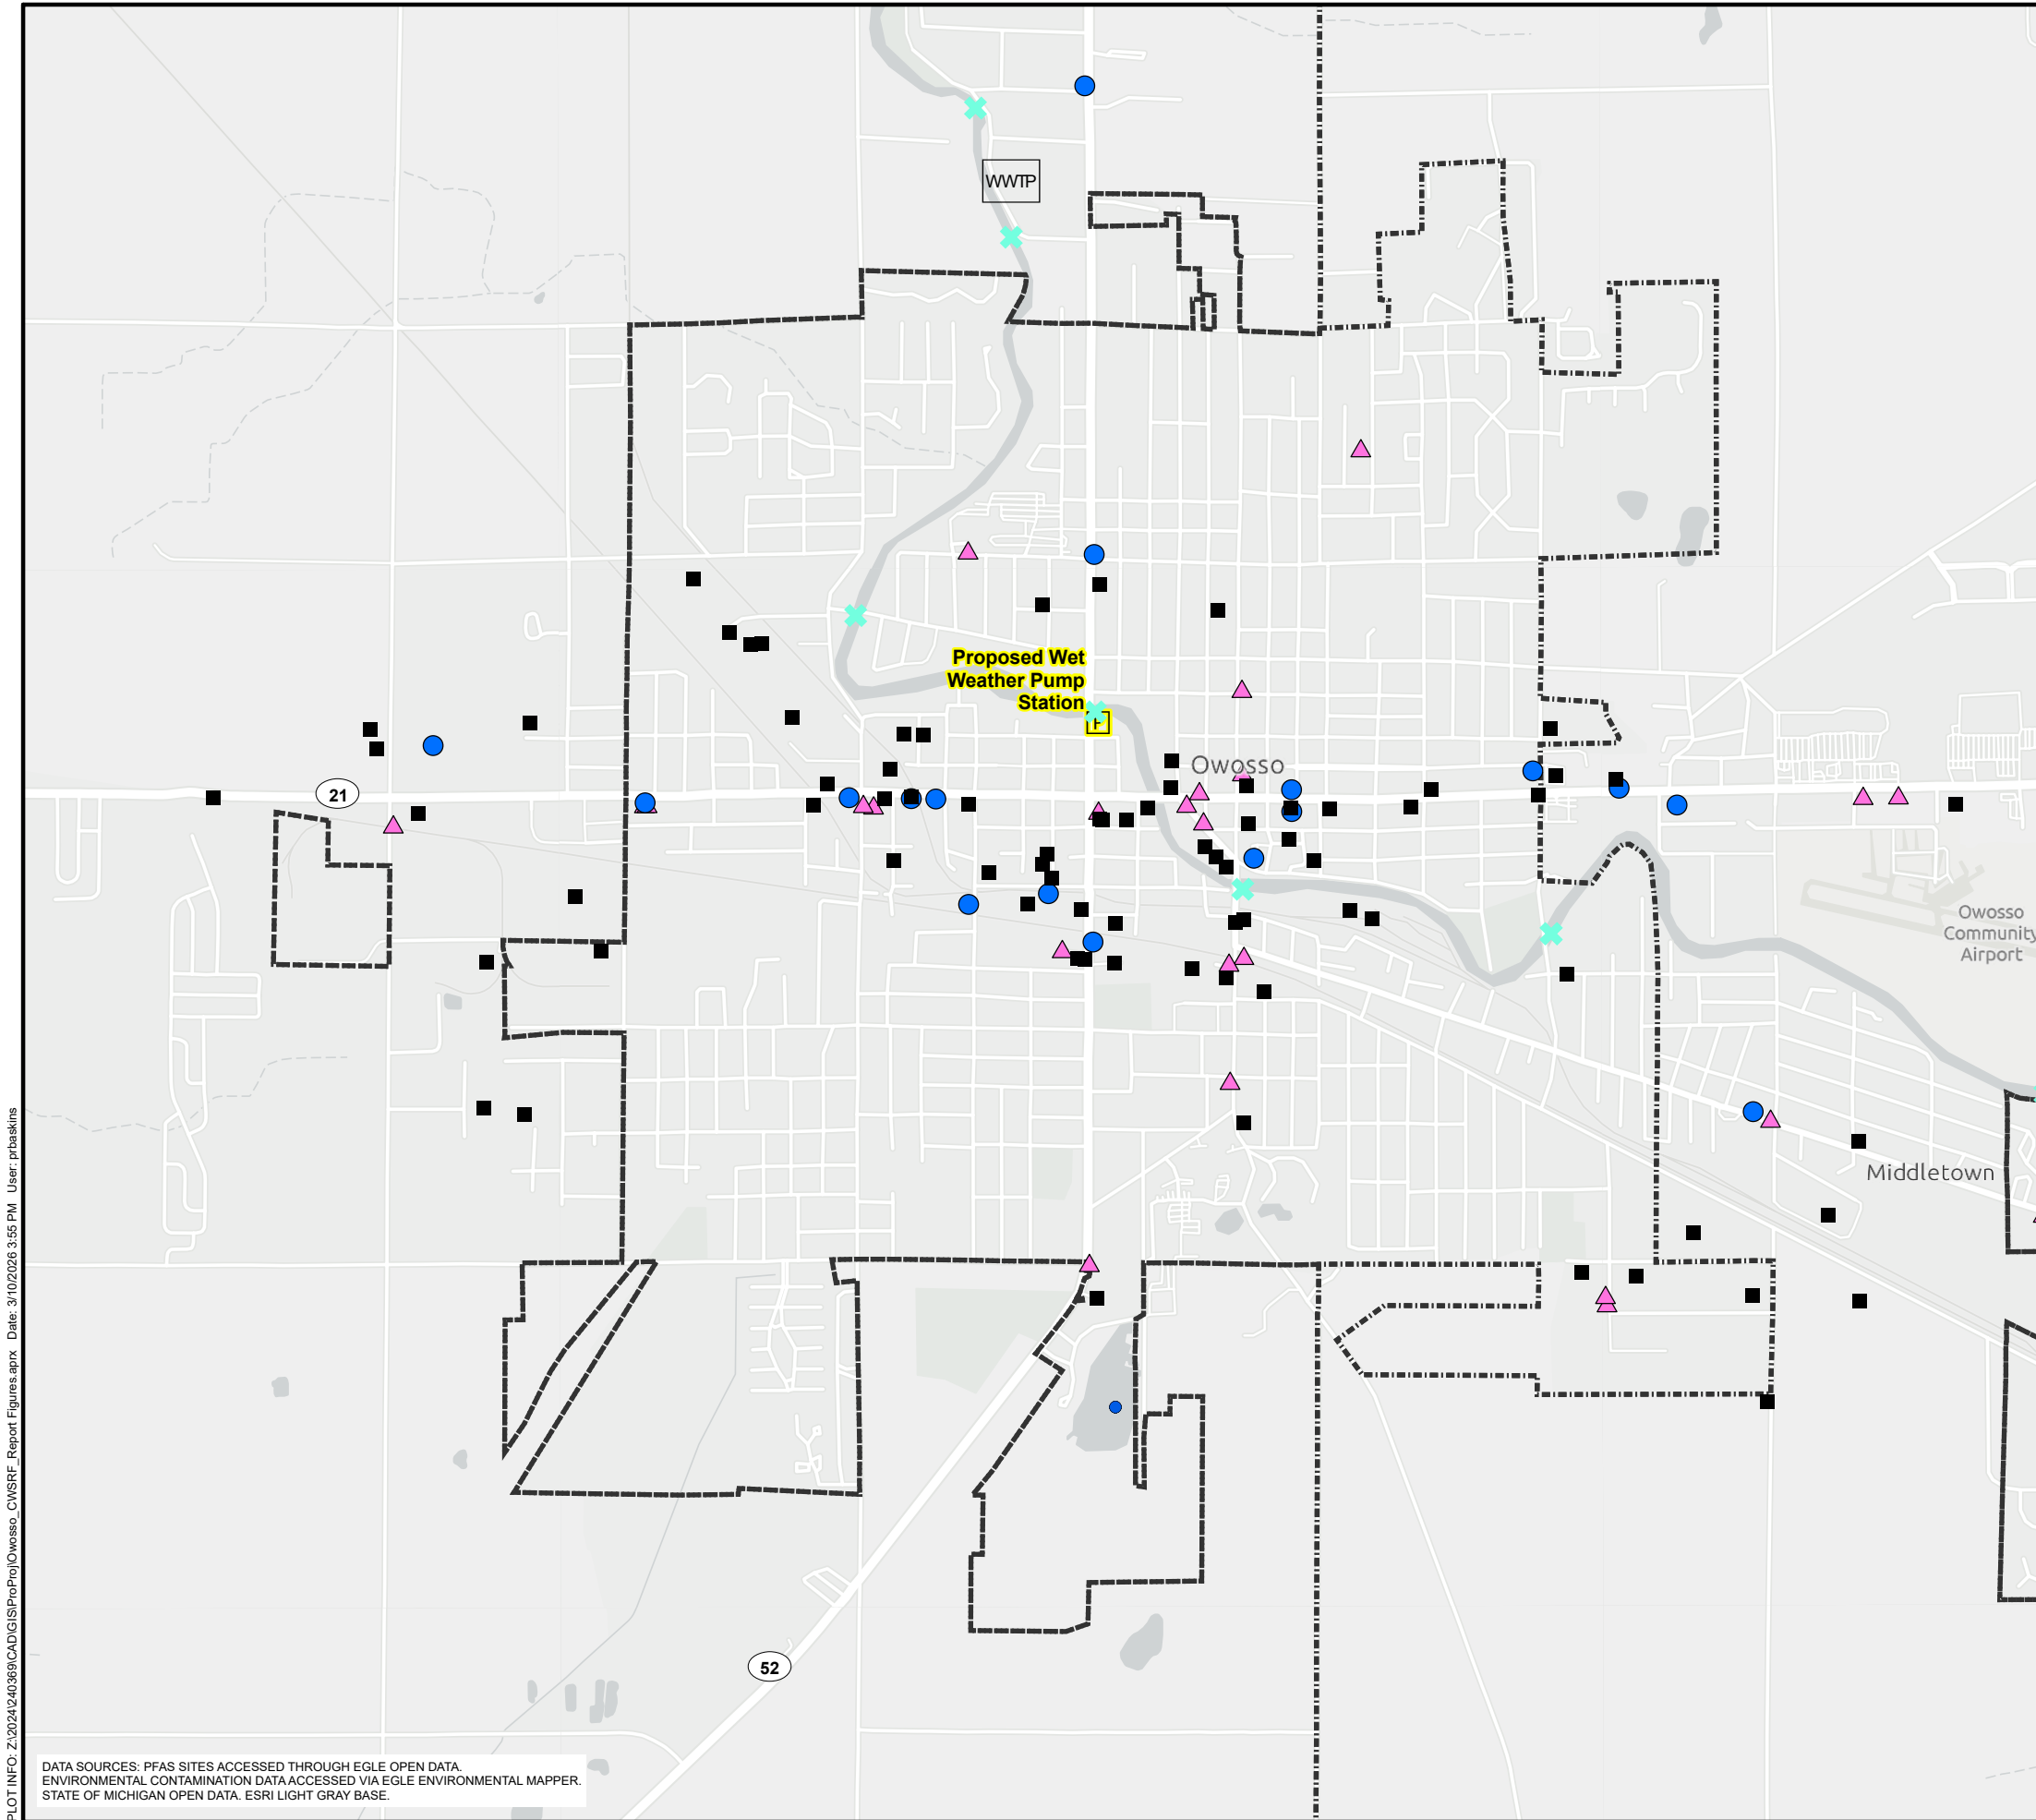 WWTP
Proposed Wet
Weather Pump
Station
P
Owosso
21
Owosso
Community
Airport
Middletown
52
DATA SOURCES: PFAS SITES ACCESSED THROUGH EGLE OPEN DATA.
ENVIRONMENTAL CONTAMINATION DATA ACCESSED VIA EGLE ENVIRONMENTAL MAPPER.
STATE OF MICHIGAN OPEN DATA. ESRI LIGHT GRAY BASE.
PLOT INFO: Z:\2024\240369\CAD\GIS\ProProj\Owosso_CWSRF_Report Figures.aprx Date: 3/10/2026 3:55 PM User: prbaskins